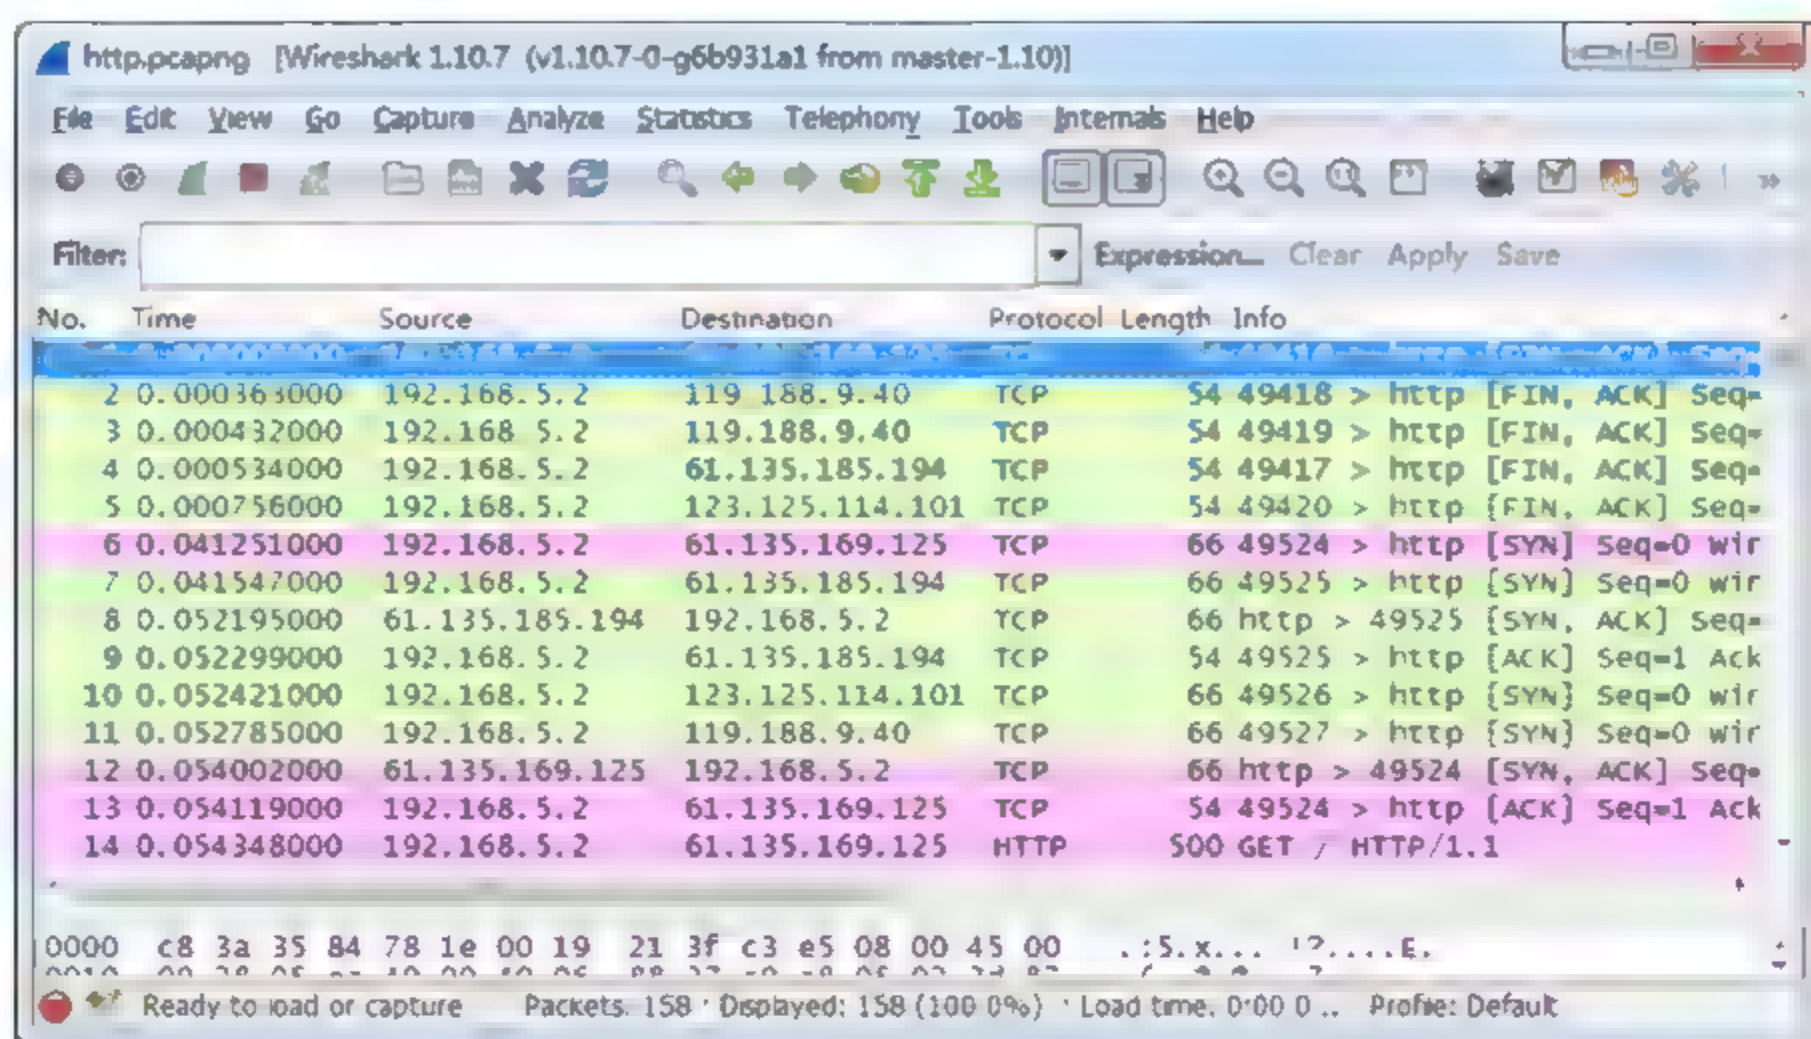 http.pcapng [Wireshark 1.10.7 (v1.10.7-0-g6b931a1 from master-1.10)]
File Edit View Go Capture Analyze Statistics Telephony Tools Internals Help
Filter: Expression... Clear Apply Save
No. Time Source Destination Protocol Length Info
2 0.000363000 192.168.5.2 119.188.9.40 TCP 54 49418 > http [FIN, ACK] Seq=
3 0.000432000 192.168.5.2 119.188.9.40 TCP 54 49419 > http [FIN, ACK] Seq=
4 0.000534000 192.168.5.2 61.135.185.194 TCP 54 49417 > http [FIN, ACK] Seq=
5 0.000756000 192.168.5.2 123.125.114.101 TCP 54 49420 > http [FIN, ACK] Seq=
6 0.041251000 192.168.5.2 61.135.169.125 TCP 66 49524 > http [SYN] Seq=0 Win
7 0.041547000 192.168.5.2 61.135.185.194 TCP 66 49525 > http [SYN] Seq=0 Win
8 0.052195000 61.135.185.194 192.168.5.2 TCP 66 http > 49525 [SYN, ACK] Seq=
9 0.052299000 192.168.5.2 61.135.185.194 TCP 54 49525 > http [ACK] Seq=1 Ack
10 0.052421000 192.168.5.2 123.125.114.101 TCP 66 49526 > http [SYN] Seq=0 Win
11 0.052785000 192.168.5.2 119.188.9.40 TCP 66 49527 > http [SYN] Seq=0 Win
12 0.054002000 61.135.169.125 192.168.5.2 TCP 66 http > 49524 [SYN, ACK] Seq=
13 0.054119000 192.168.5.2 61.135.169.125 TCP 54 49524 > http [ACK] Seq=1 Ack
14 0.054348000 192.168.5.2 61.135.169.125 HTTP 500 GET / HTTP/1.1
0000 c8 3a 35 84 78 1e 00 19 21 3f c3 e5 08 00 45 00 .:5.x... !?....E.
Ready to load or capture Packets: 158 · Displayed: 158 (100.0%) · Load time: 0:00.0... Profile: Default